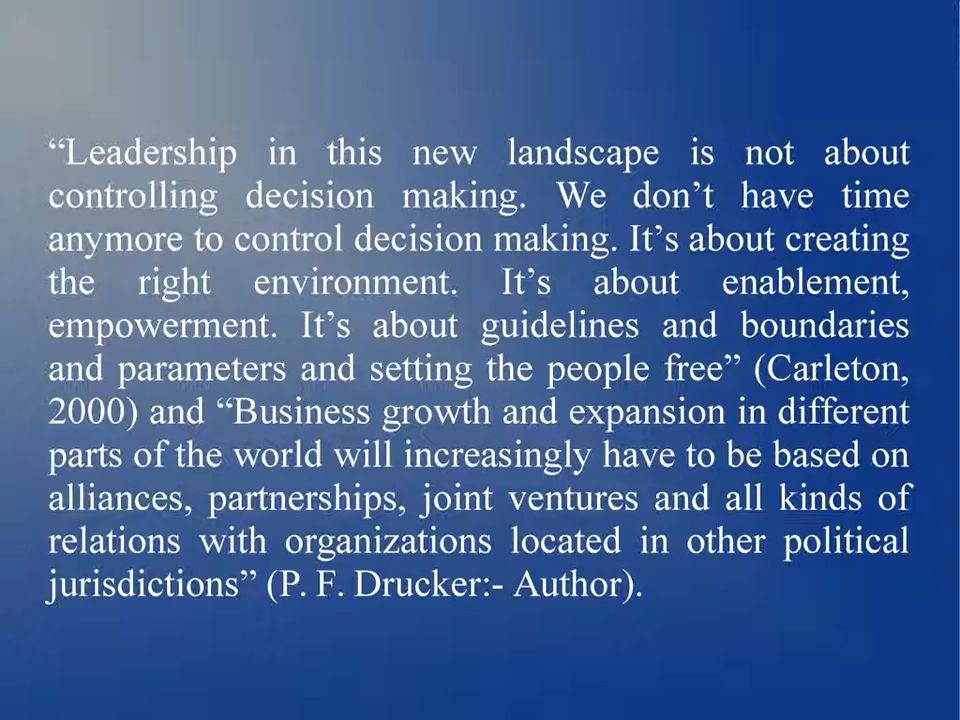 “Leadership in this new landscape is not about
controlling decision making. We don’t have time
anymore to control decision making. It’s about creating
the right environment. It’s about enablement,
empowerment. It’s about guidelines and boundaries
and parameters and setting the people free” (Carleton,
2000) and “Business growth and expansion in different
parts of the world will increasingly have to be based on
alliances, partnerships, joint ventures and all kinds of
relations with organizations located in other political
jurisdictions” (P. F. Drucker:- Author).